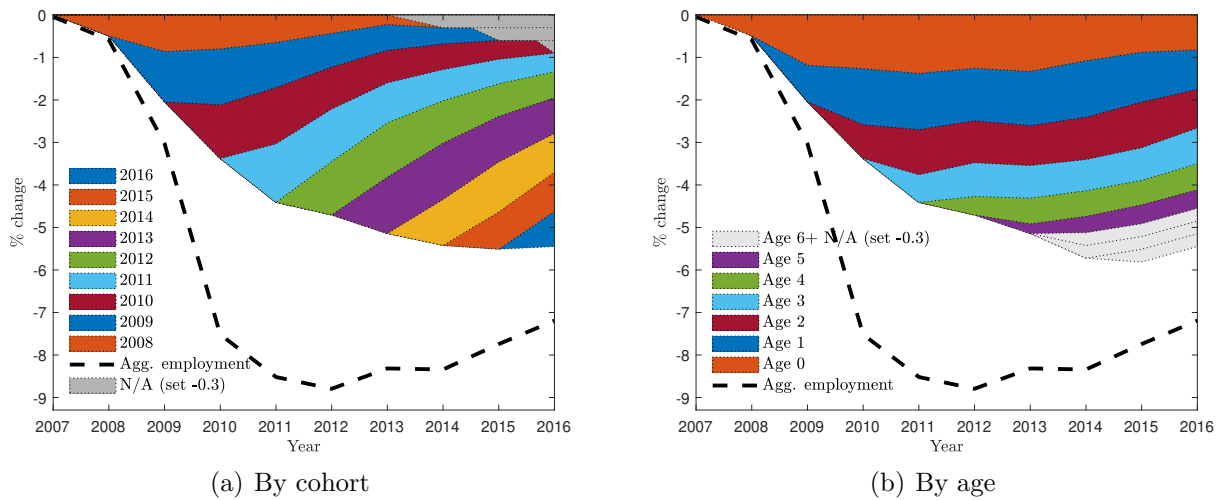 0
-1
-2
-3
-4
-5
-6
-7
-8
-9
% change
2016
2015
2014
2013
2012
2011
2010
2009
2008
Agg. employment
N/A (set -0.3)
2007 2008 2009 2010 2011 2012 2013 2014 2015 2016
Year
(a) By cohort
0
-1
-2
-3
-4
-5
-6
-7
-8
-9
% change
Age 6+ N/A (set -0.3)
Age 5
Age 4
Age 3
Age 2
Age 1
Age 0
Agg. employment
2007 2008 2009 2010 2011 2012 2013 2014 2015 2016
Year
(b) By age